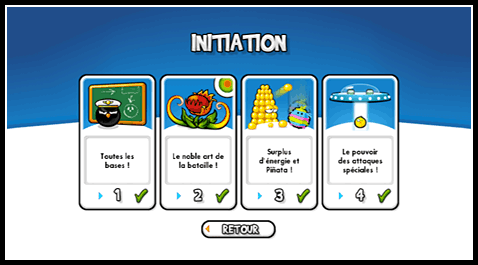 INITIATION
Toutes les
bases !
1
Le noble art de
la bataille !
2
Surplus
d'énergie et
Piñata !
3
Le pouvoir
des attaques
spéciales !
4
RETOUR